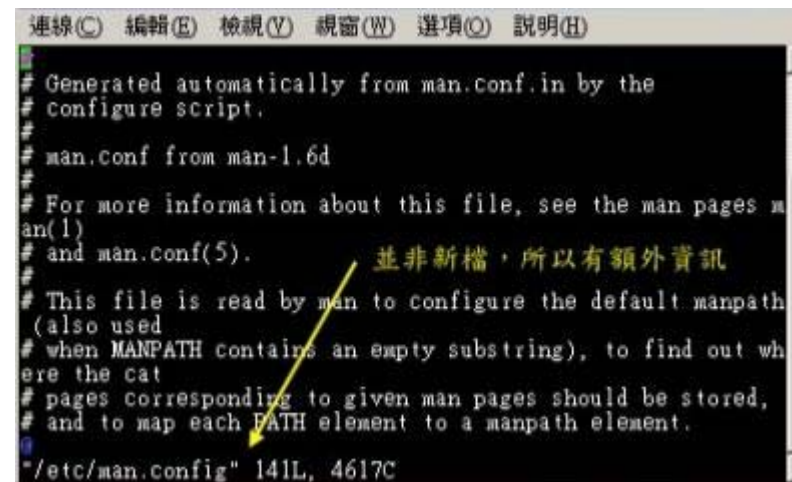 連線(C) 編輯(E) 檢視(V) 視窗(W) 選項(O) 說明(H)
#
# Generated automatically from man.conf.in by the
# configure script.
#
# man.conf from man-1.6d
#
# For more information about this file, see the man pages m
an(1)
# and man.conf(5).
並非新檔，所以有額外資訊
#
# This file is read by man to configure the default manpath
(also used
# when MANPATH contains an empty substring), to find out wh
ere the cat
# pages corresponding to given man pages should be stored,
# and to map each PATH element to a manpath element.
@
"/etc/man.config" 141L, 4617C